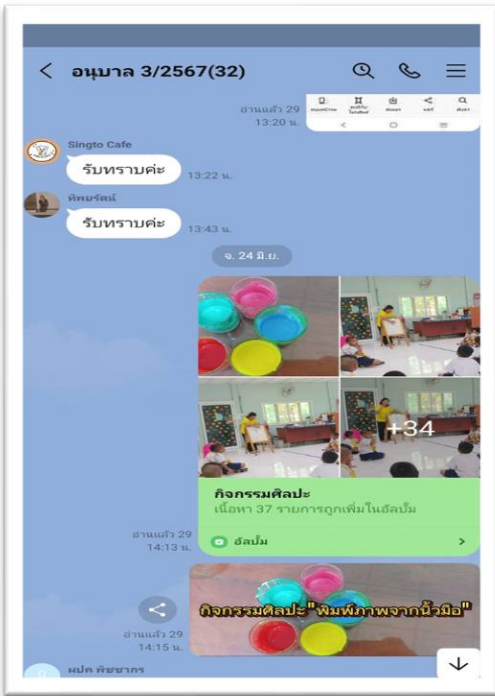 อนุบาล 3/2567(32)
อ่านแล้ว 29
13:20 น.
Singto Cafe
รับทราบค่ะ
13:22 น.
ทิพยรัตน์
รับทราบค่ะ
13:43 น.
จ. 24 มิ.ย.
+34
กิจกรรมศิลปะ
เนื้อหา 37 รายการถูกเพิ่มในอัลบั้ม
อ่านแล้ว 29
14:13 น.
อัลบั้ม
กิจกรรมศิลปะ"พิมพ์ภาพจากนิ้วมือ"
อ่านแล้ว 29
14:15 น.